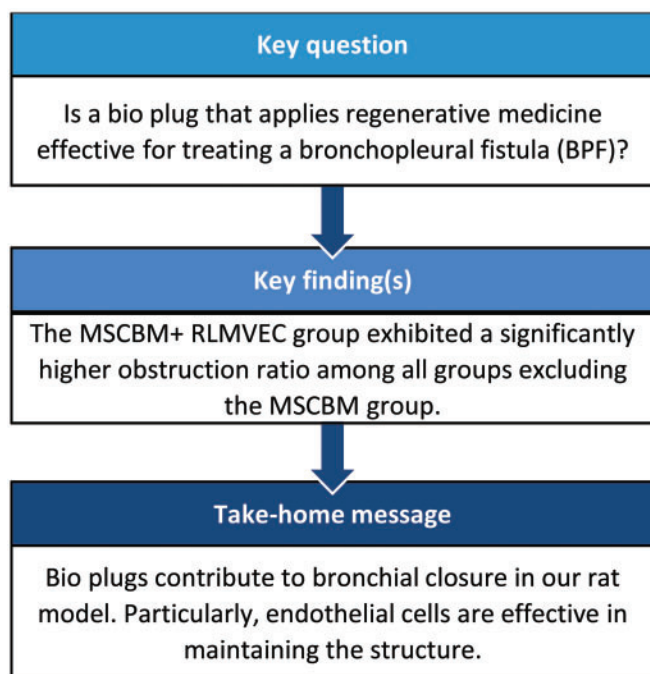 Key question
Is a bio plug that applies regenerative medicine
effective for treating a bronchopleural fistula (BPF)?
Key finding(s)
The MSCBM+ RLMVEC group exhibited a significantly
higher obstruction ratio among all groups excluding
the MSCBM group.
Take-home message
Bio plugs contribute to bronchial closure in our rat
model. Particularly, endothelial cells are effective in
maintaining the structure.